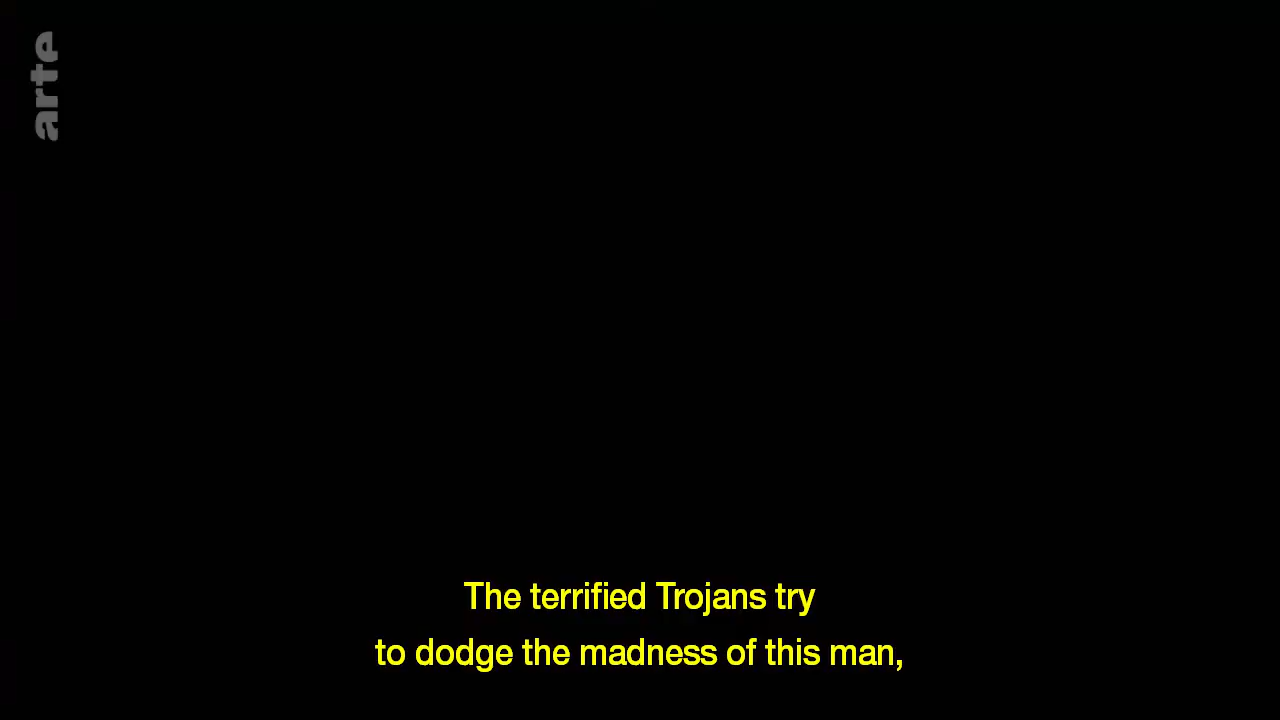 arte
The terrified Trojans try
to dodge the madness of this man,